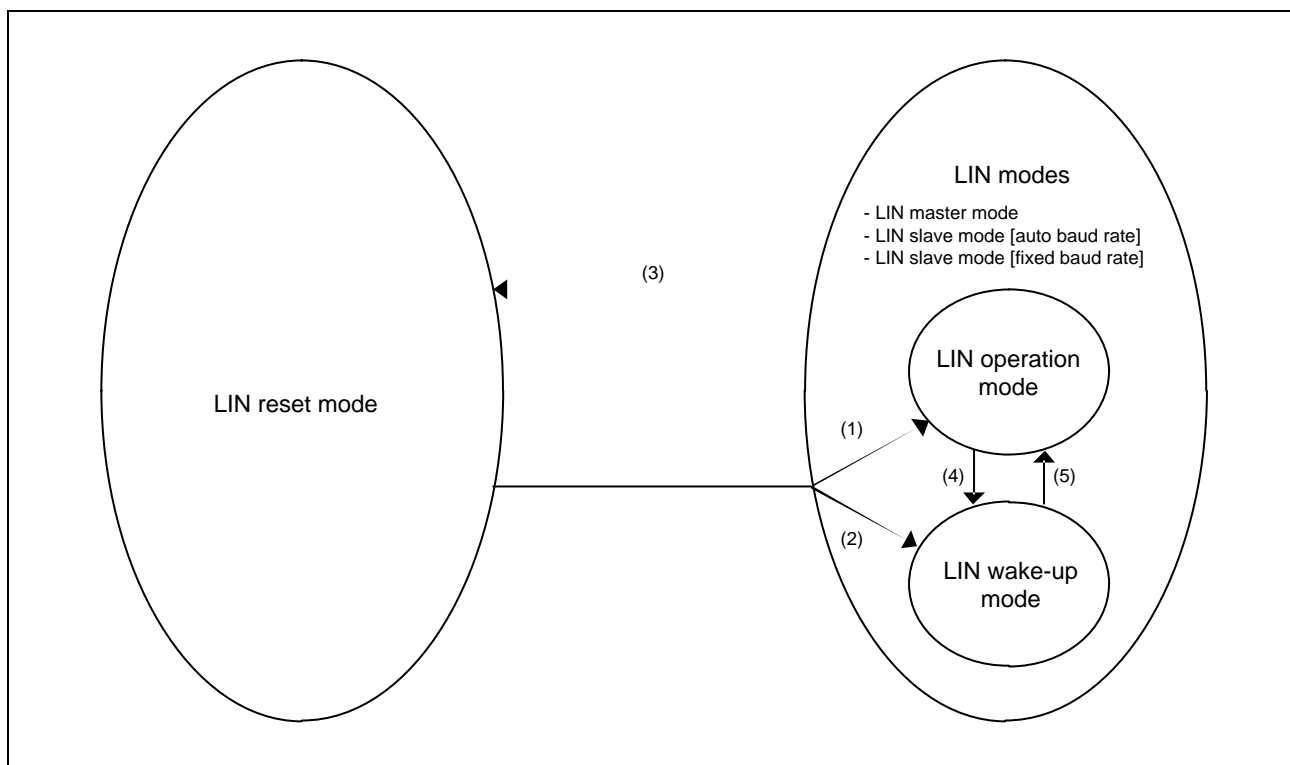 LIN modes
- LIN master mode
- LIN slave mode [auto baud rate]
- LIN slave mode [fixed baud rate]
(3)
LIN operation
mode
LIN reset mode
(1)
(4)
(5)
(2)
LIN wake-up
mode